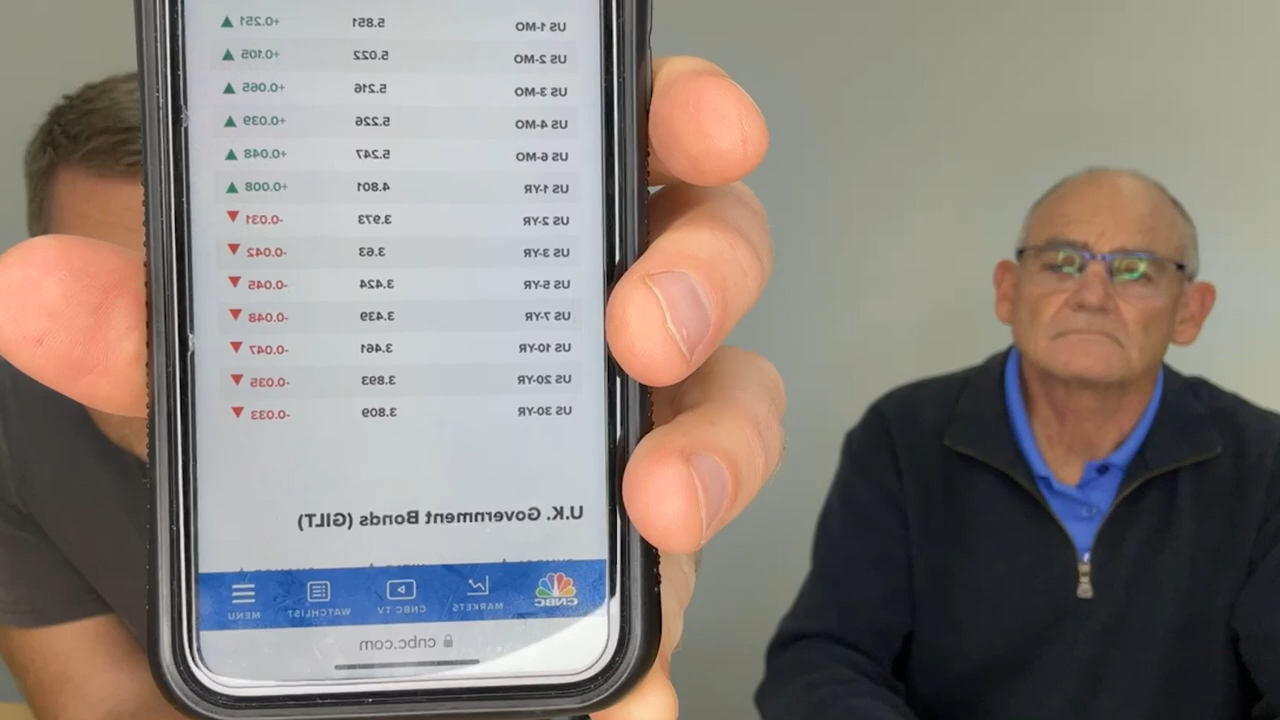 US 1-MO 5.851 +0.251 ▲
US 2-MO 5.022 +0.105 ▲
US 3-MO 5.216 +0.065 ▲
US 4-MO 5.226 +0.039 ▲
US 6-MO 5.247 +0.048 ▲
US 1-YR 4.801 +0.008 ▲
US 2-YR 3.973 -0.031 ▼
US 3-YR 3.63 -0.042 ▼
US 5-YR 3.424 -0.045 ▼
US 7-YR 3.439 -0.048 ▼
US 10-YR 3.461 -0.047 ▼
US 20-YR 3.893 -0.035 ▼
US 30-YR 3.809 -0.033 ▼
U.K. Government Bonds (GILT)
CNBC MARKETS CNBC TV WATCHLIST MENU
cnbc.com